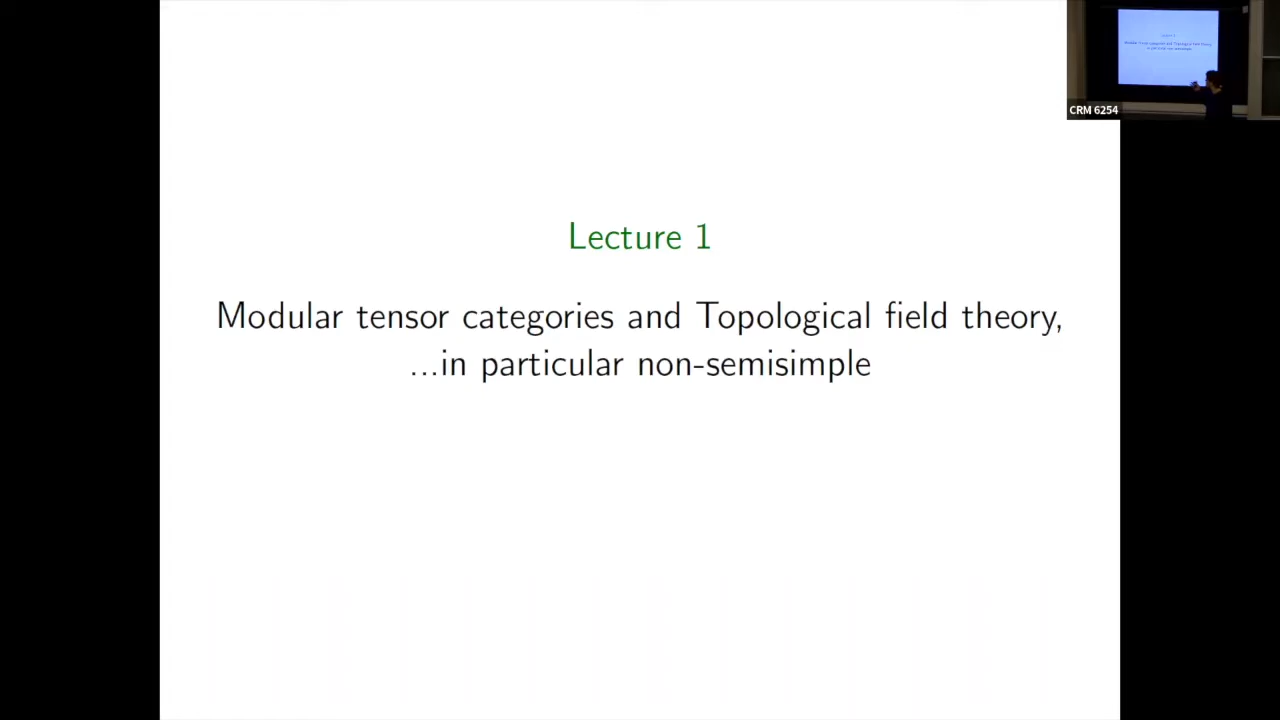 CRM 6254
Lecture 1
Modular tensor categories and Topological field theory,
...in particular non-semisimple